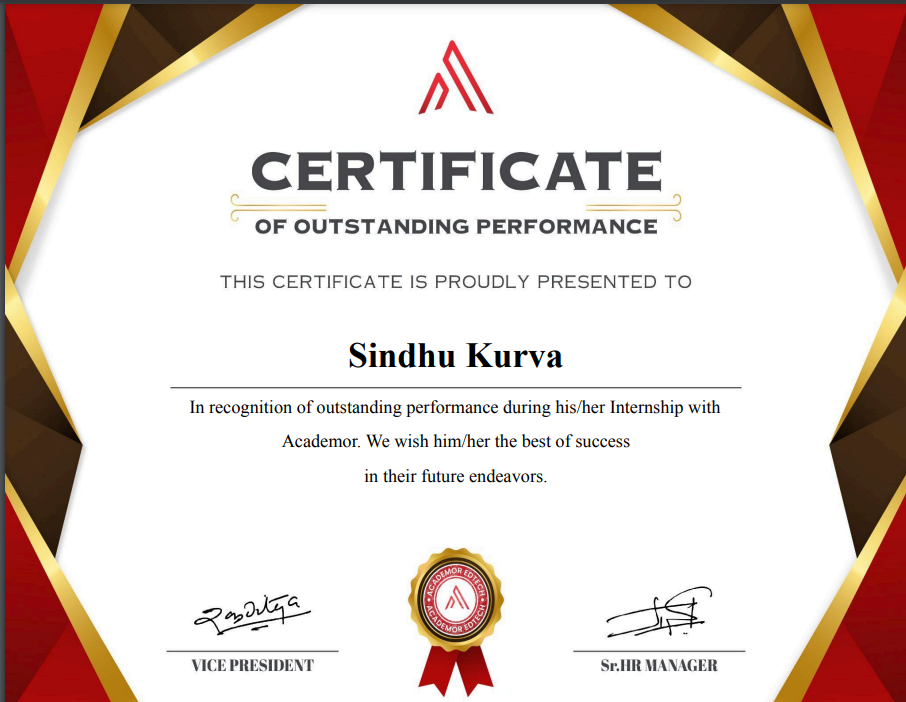 CERTIFICATE
OF OUTSTANDING PERFORMANCE
THIS CERTIFICATE IS PROUDLY PRESENTED TO
Sindhu Kurva
In recognition of outstanding performance during his/her Internship with
Academor. We wish him/her the best of success
in their future endeavors.
ACADEMOR EDTECH
ACADEMOR EDTECH
VICE PRESIDENT
Sr.HR MANAGER